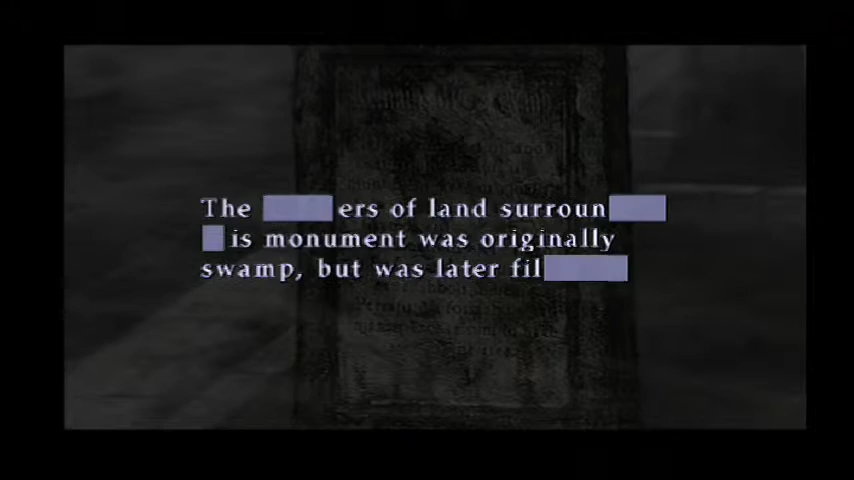 The ers of land surroun
is monument was originally
swamp, but was later fil